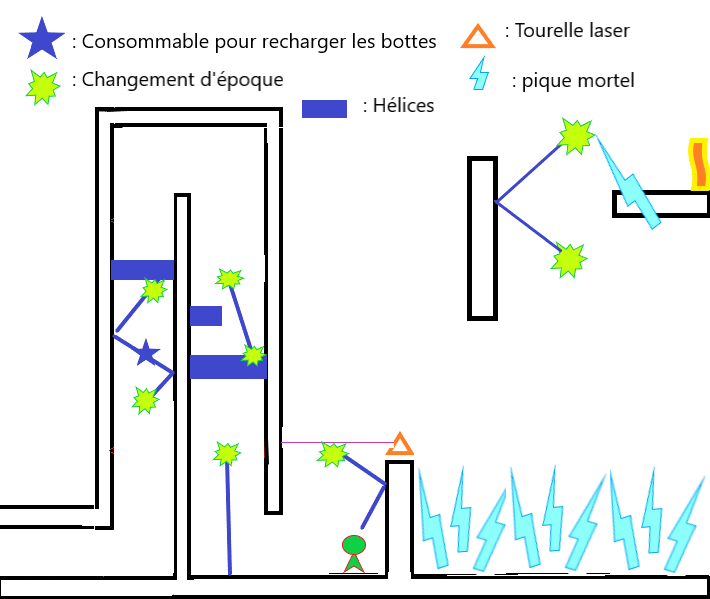 : Consommable pour recharger les bottes
: Tourelle laser
: Changement d'époque
: pique mortel
: Hélices